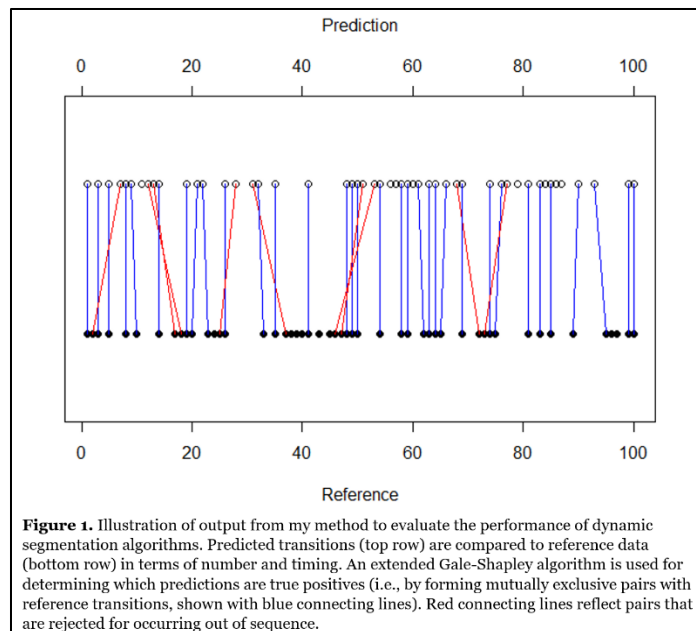 Prediction
0 20 40 60 80 100
0 20 40 60 80 100
Reference
Figure 1. Illustration of output from my method to evaluate the performance of dynamic
segmentation algorithms. Predicted transitions (top row) are compared to reference data
(bottom row) in terms of number and timing. An extended Gale-Shapley algorithm is used for
determining which predictions are true positives (i.e., by forming mutually exclusive pairs with
reference transitions, shown with blue connecting lines). Red connecting lines reflect pairs that
are rejected for occurring out of sequence.